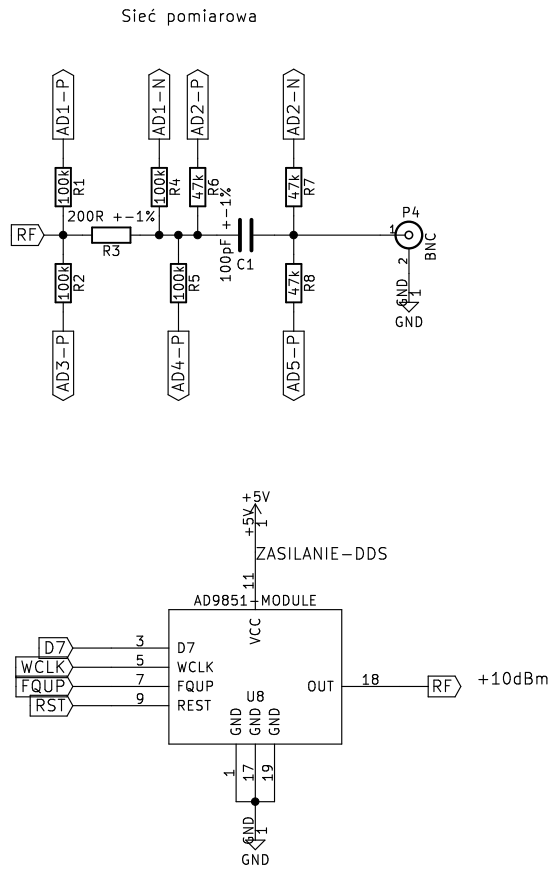 Sieć pomiarowa
AD1-P
AD1-N
AD2-P
AD2-N
100k
R1
100k
R4
47k
R6
47k
R7
200R +-1%
100pF +-1%
P4
RF
R3
C1
1
BNC
2
100k
R2
100k
R5
47k
R8
GND
1
GND
AD3-P
AD4-P
AD5-P
+5V
+5V
1
ZASILANIE-DDS
11
AD9851-MODULE
VCC
D7
3
D7
WCLK
5
WCLK
FQUP
7
FQUP
U8
OUT
18
RF
+10dBm
RST
9
REST
GND
GND
GND
1
17
19
GND
1
GND